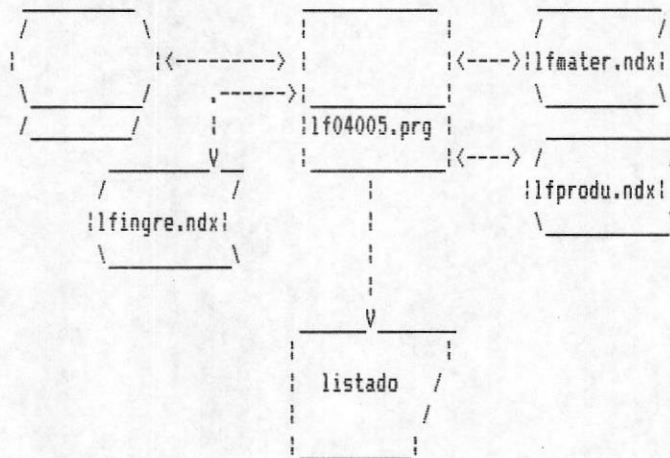 lfmater.ndx
lf04005.prg
lfprodu.ndx
lfingre.ndx
listado